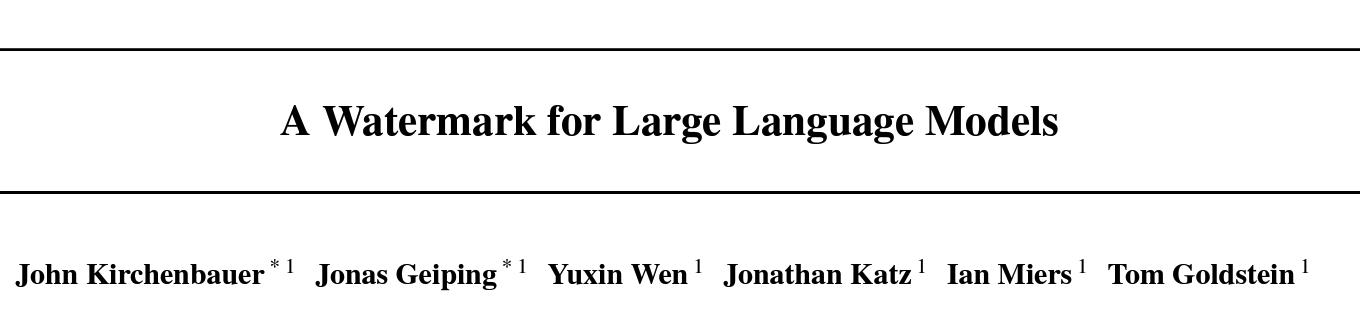 A Watermark for Large Language Models
John Kirchenbauer * 1 Jonas Geiping * 1 Yuxin Wen 1 Jonathan Katz 1 Ian Miers 1 Tom Goldstein 1